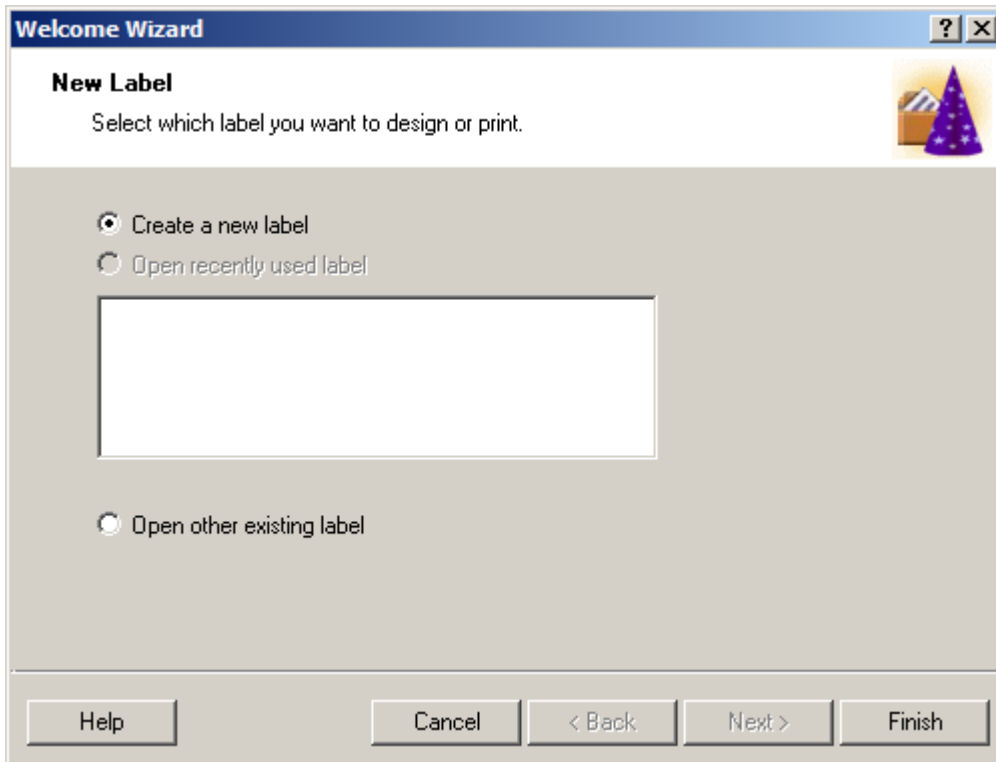 Welcome Wizard
New Label
Select which label you want to design or print.
Create a new label
Open recently used label
Open other existing label
Help Cancel < Back Next > Finish